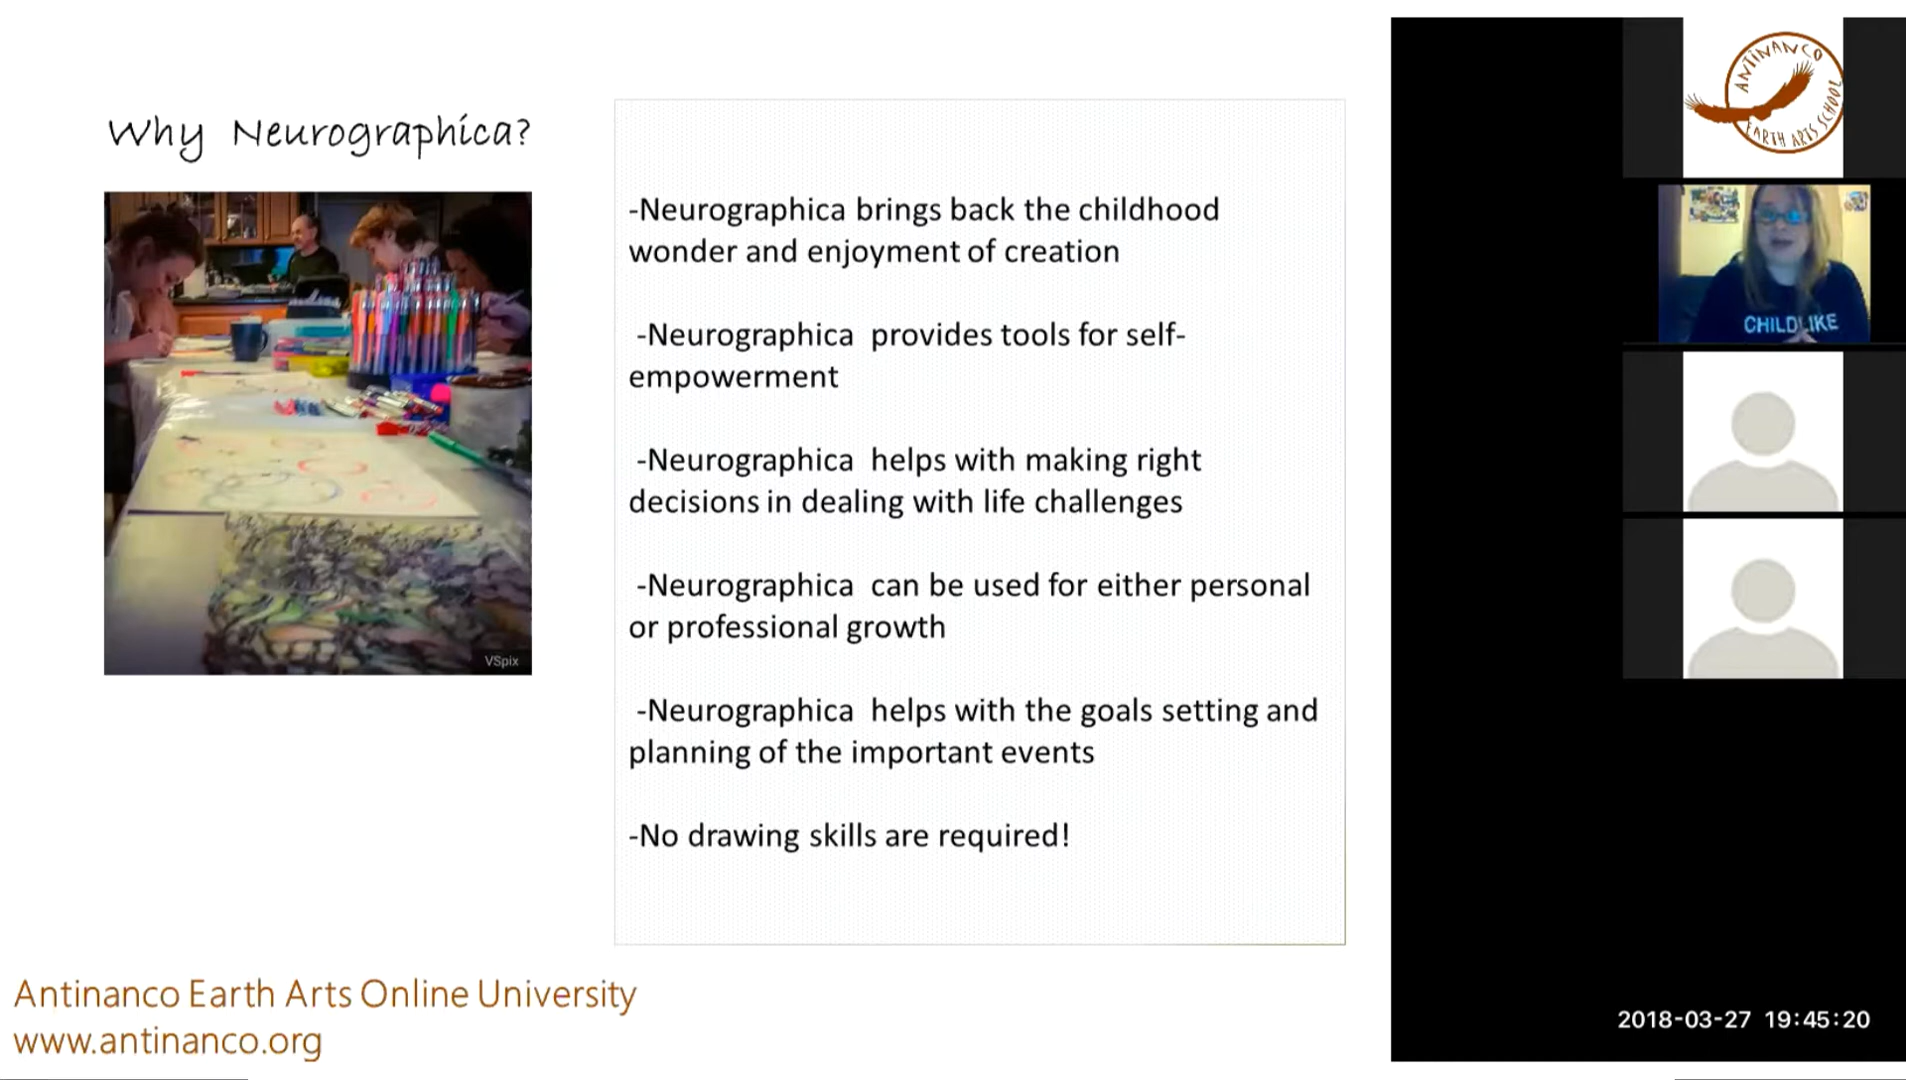 Why Neurographica?
VSpix
-Neurographica brings back the childhood
wonder and enjoyment of creation
-Neurographica provides tools for self-
empowerment
-Neurographica helps with making right
decisions in dealing with life challenges
-Neurographica can be used for either personal
or professional growth
-Neurographica helps with the goals setting and
planning of the important events
-No drawing skills are required!
Antinanco Earth Arts Online University
www.antinanco.org
ANTINANCO
EARTH ARTS SCHOOL
CHILDLIKE
2018-03-27 19:45:20